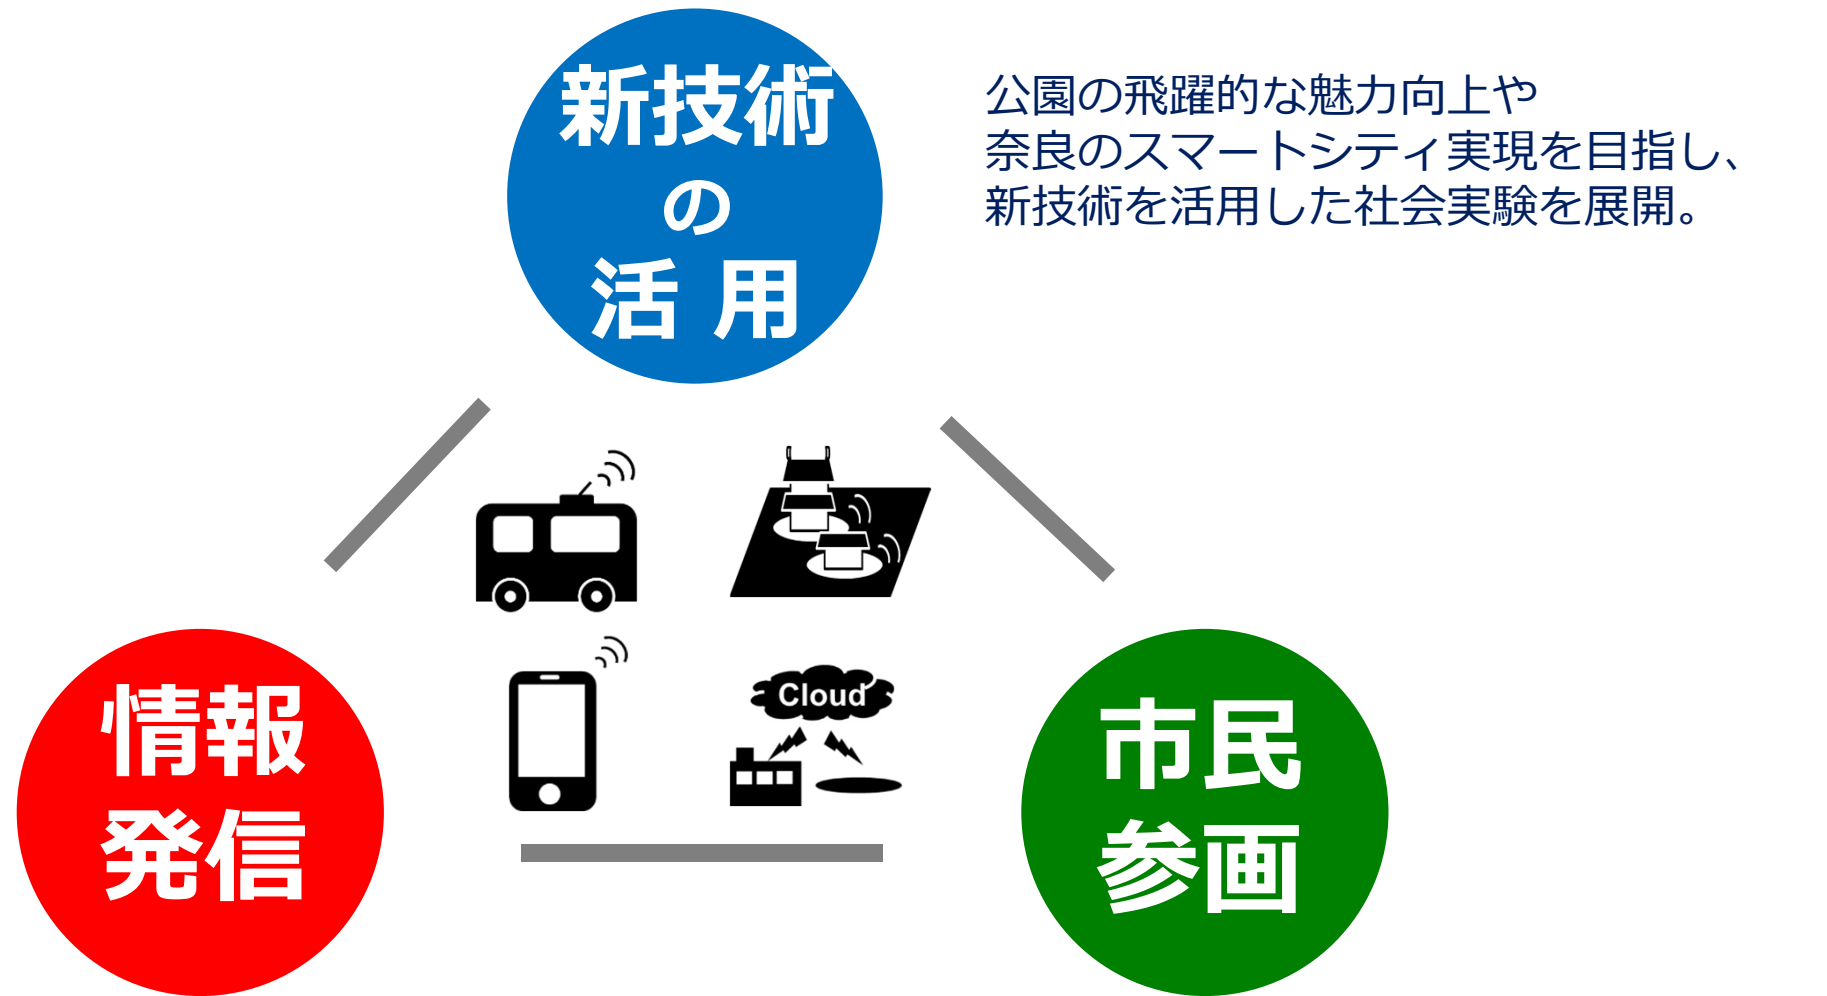 新技術
の
活 用
公園の飛躍的な魅力向上や
奈良のスマートシティ実現を目指し、
新技術を活用した社会実験を展開。
Cloud
情報
発信
市民
参画